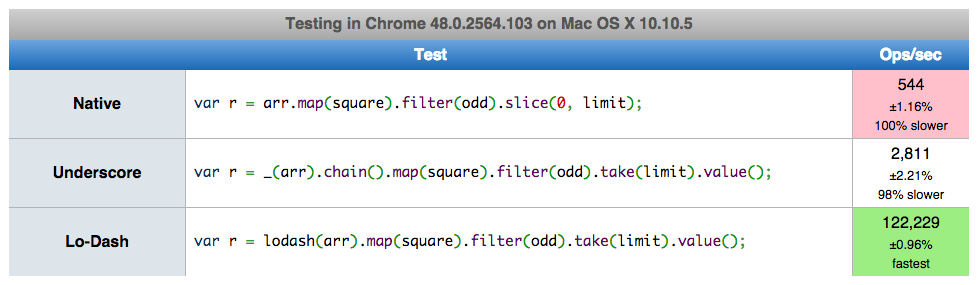 Testing in Chrome 48.0.2564.103 on Mac OS X 10.10.5
Test Ops/sec
Native var r = arr.map(square).filter(odd).slice(0, limit); 544
±1.16%
100% slower
Underscore var r = _(arr).chain().map(square).filter(odd).take(limit).value(); 2,811
±2.21%
98% slower
Lo-Dash var r = lodash(arr).map(square).filter(odd).take(limit).value(); 122,229
±0.96%
fastest